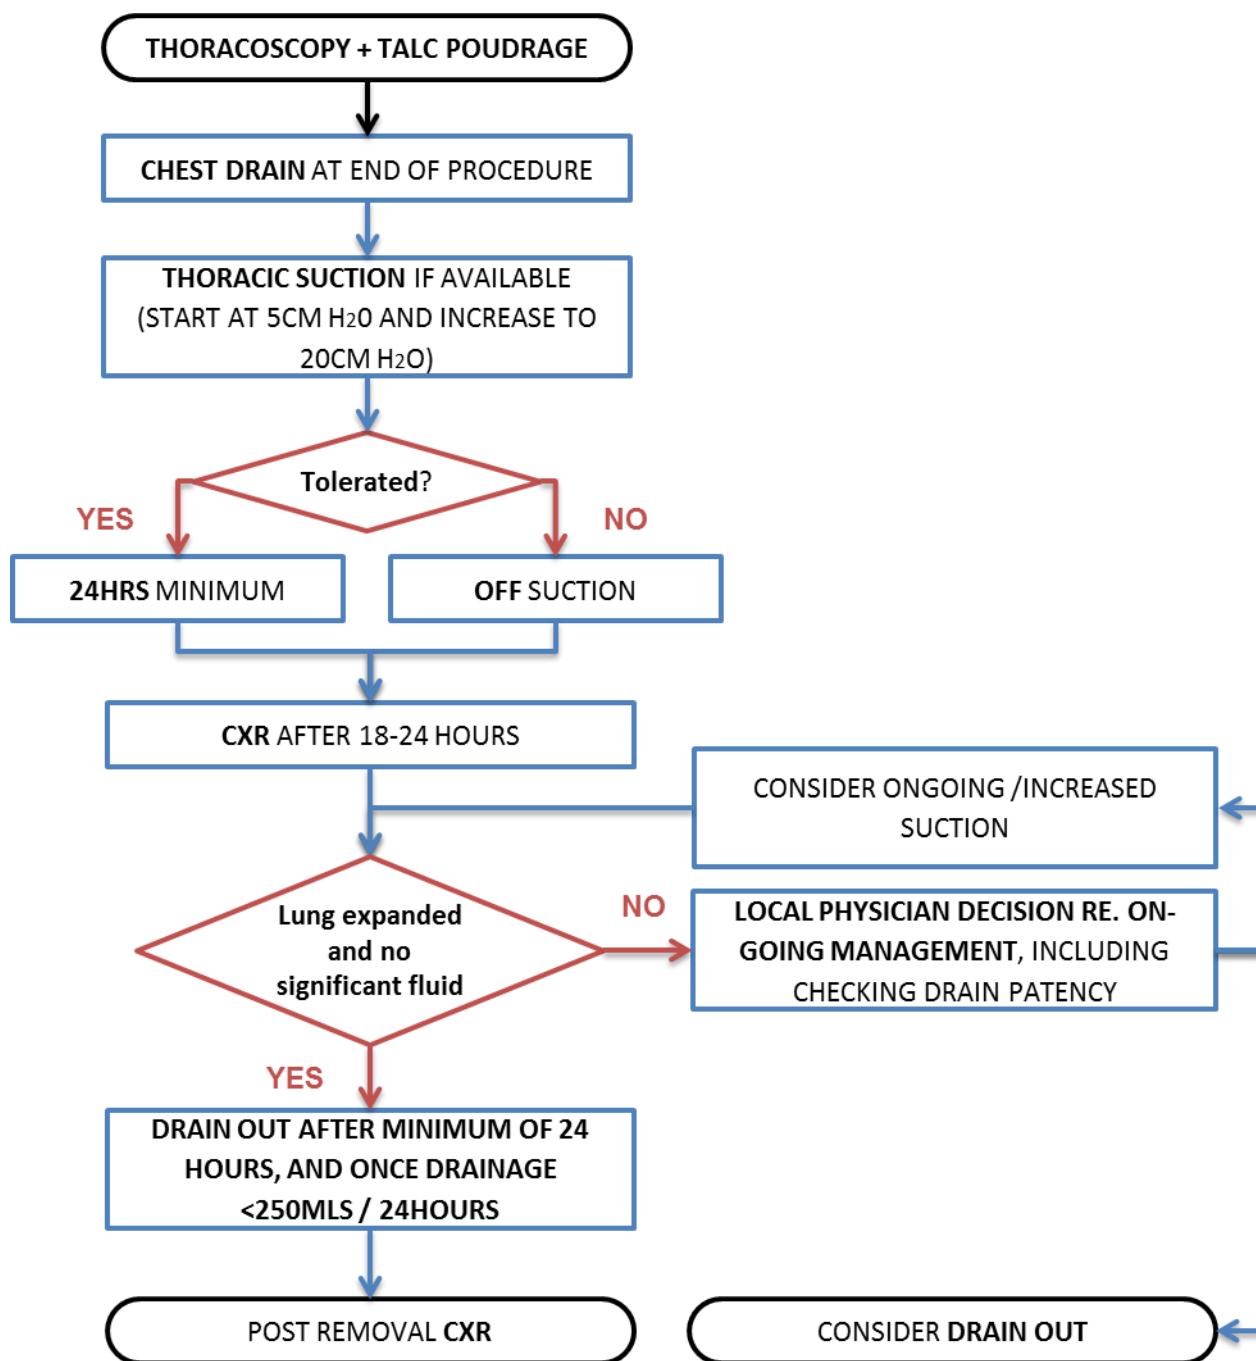 THORACOSCOPY + TALC POUDRAGE
CHEST DRAIN AT END OF PROCEDURE
THORACIC SUCTION IF AVAILABLE
(START AT 5CM H20 AND INCREASE TO
20CM H2O)
Tolerated?
YES
NO
24HRS MINIMUM
OFF SUCTION
CXR AFTER 18-24 HOURS
CONSIDER ONGOING /INCREASED
SUCTION
Lung expanded
and no
significant fluid
NO
LOCAL PHYSICIAN DECISION RE. ON-
GOING MANAGEMENT, INCLUDING
CHECKING DRAIN PATENCY
YES
DRAIN OUT AFTER MINIMUM OF 24
HOURS, AND ONCE DRAINAGE
<250MLS / 24HOURS
POST REMOVAL CXR
CONSIDER DRAIN OUT